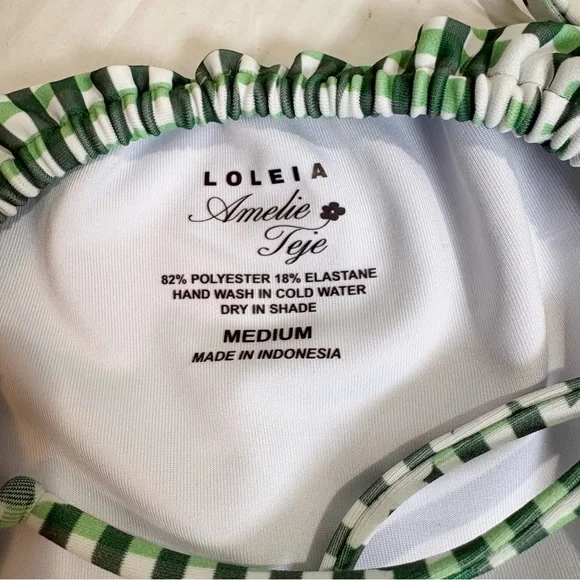 LOLEIA
Amelie
Teje
82% POLYESTER 18% ELASTANE
HAND WASH IN COLD WATER
DRY IN SHADE
MEDIUM
MADE IN INDONESIA